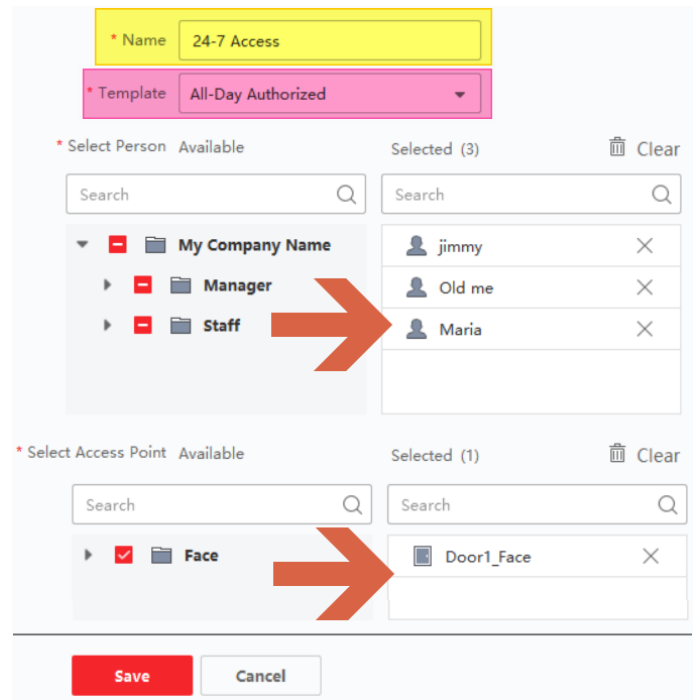 * Name 24-7 Access
* Template All-Day Authorized
* Select Person Available Selected (3) Clear
Search Search
My Company Name jimmy
Manager Old me
Staff Maria
* Select Access Point Available Selected (1) Clear
Search Search
Face Door1_Face
Save Cancel